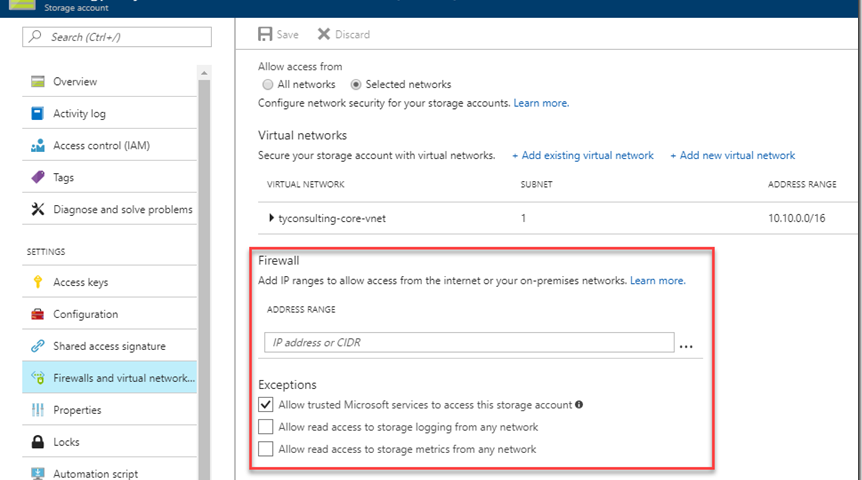 Storage account
Search (Ctrl+/)
Save
Discard
Overview
Activity log
Access control (IAM)
Tags
Diagnose and solve problems
SETTINGS
Access keys
Configuration
Shared access signature
Firewalls and virtual network...
Properties
Locks
Automation script
Allow access from
All networks
Selected networks
Configure network security for your storage accounts. Learn more.
Virtual networks
Secure your storage account with virtual networks. + Add existing virtual network + Add new virtual network
VIRTUAL NETWORK SUBNET ADDRESS RANGE
tyconsulting-core-vnet 1 10.10.0.0/16
Firewall
Add IP ranges to allow access from the internet or your on-premises networks. Learn more.
ADDRESS RANGE
IP address or CIDR
...
Exceptions
Allow trusted Microsoft services to access this storage account
Allow read access to storage logging from any network
Allow read access to storage metrics from any network